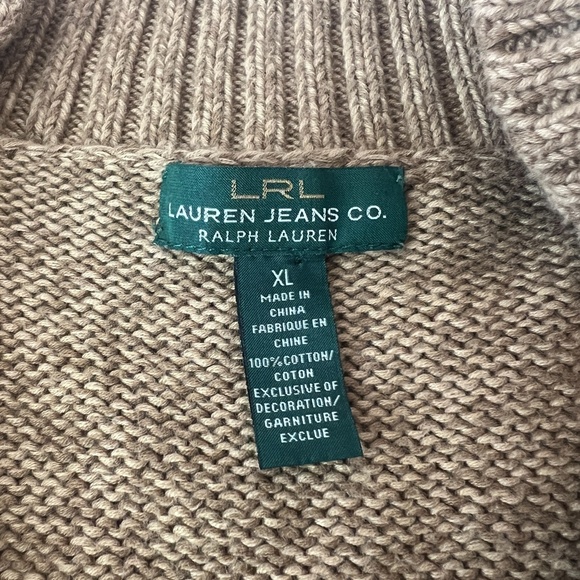 LRL
LAUREN JEANS CO.
RALPH LAUREN
XL
MADE IN
CHINA
FABRIQUE EN
CHINE
100%COTTON/
COTON
EXCLUSIVE OF
DECORATION/
GARNITURE
EXCLUE